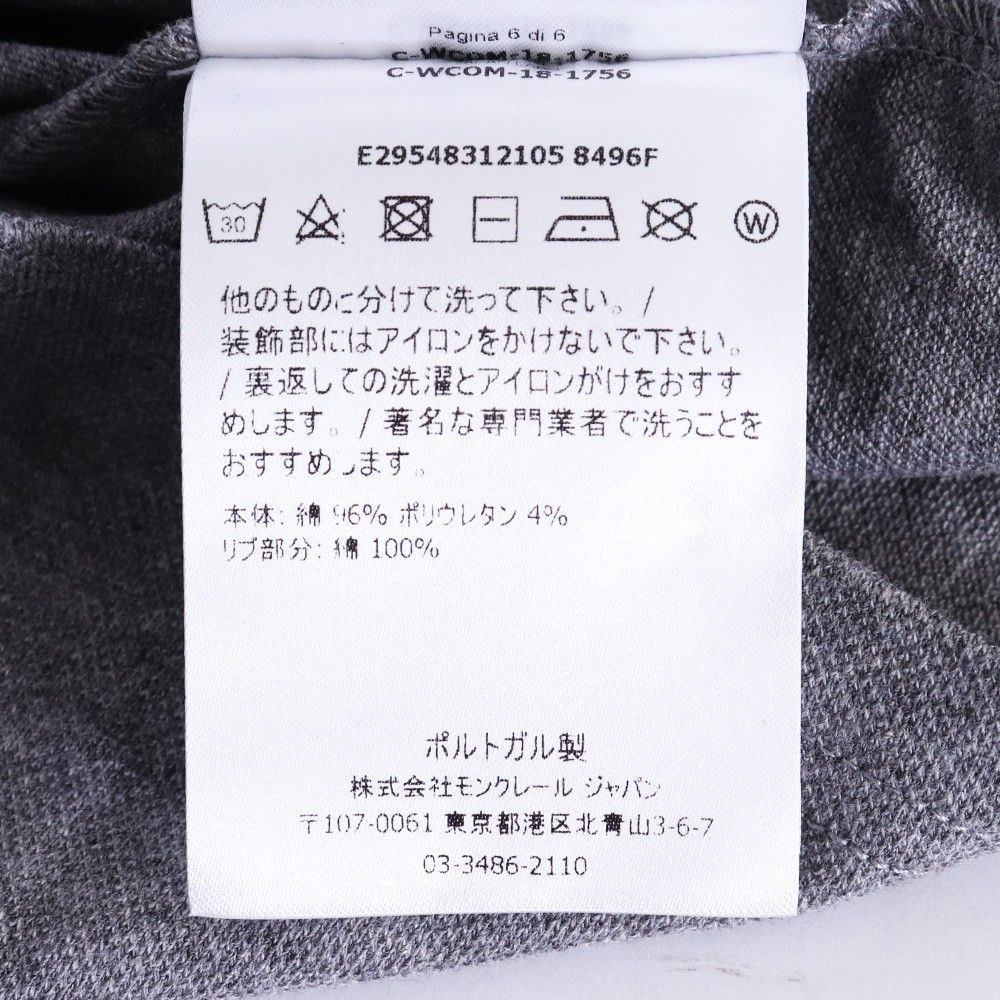 Pagina 6 di 6
C-WCOM-18-1756
C-WCOM-18-1756
E29548312105 8496F
30
W
他のものに分けて洗って下さい。/
装飾部にはアイロンをかけないで下さい。
/ 裏返しての洗濯とアイロンがけをおすす
めします。/ 著名な専門業者で洗うことを
おすすめします。
本体: 綿 96% ポリウレタン 4%
リブ部分: 綿 100%
ポルトガル製
株式会社モンクレール ジャパン
〒107-0061 東京都港区北青山3-6-7
03-3486-2110